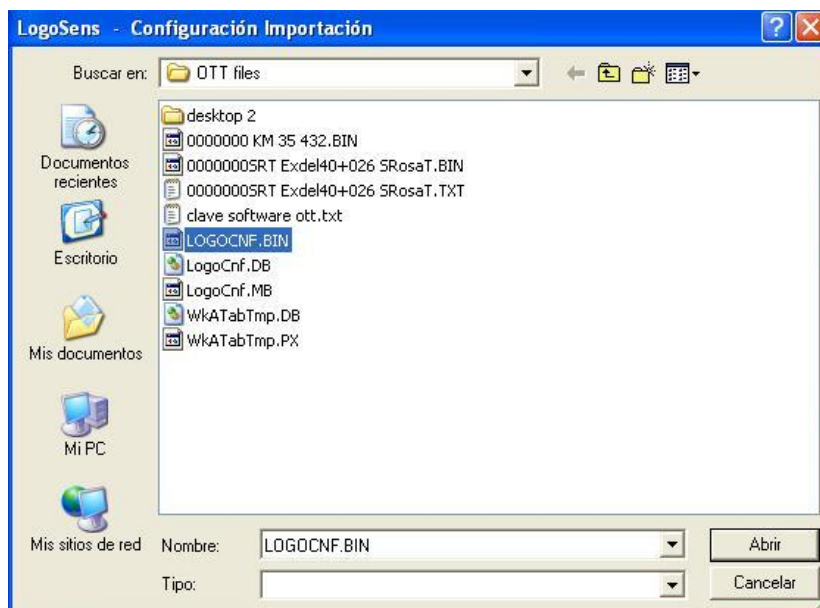 LogoSens - Configuración Importación
Buscar en: OTT files
desktop 2
0000000 KM 35 432.BIN
0000000SRT Exdel40+026 SRosaT.BIN
0000000SRT Exdel40+026 SRosaT.TXT
clave software ott.txt
LOGOCNF.BIN
LogoCnf.DB
LogoCnf.MB
WkATabTmp.DB
WkATabTmp.PX
Documentos
recientes
Escritorio
Mis documentos
Mi PC
Mis sitios de red
Nombre: LOGOCNF.BIN Abrir
Tipo: Cancelar